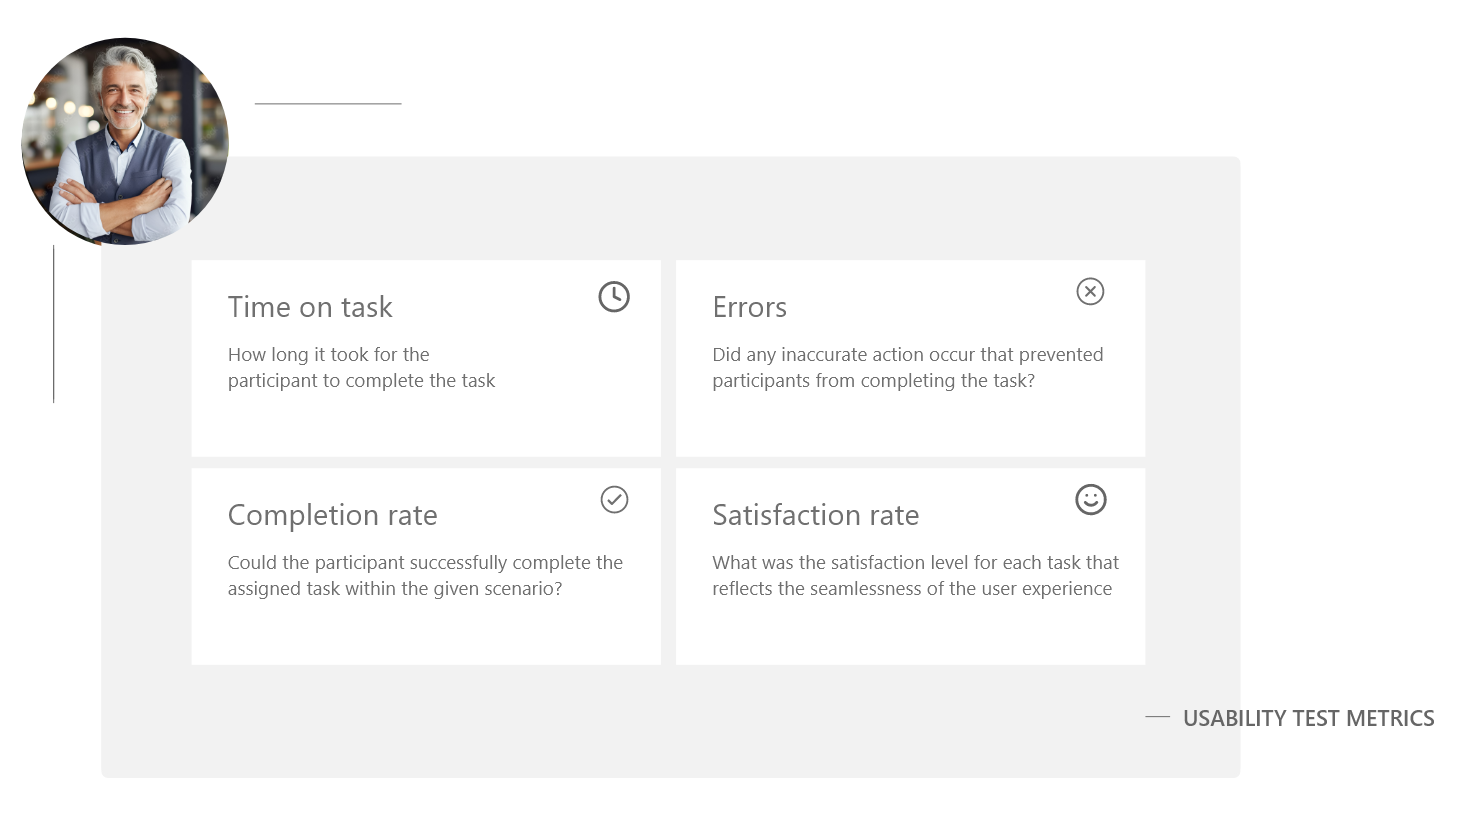 Time on task
How long it took for the
participant to complete the task
Errors
Did any inaccurate action occur that prevented
participants from completing the task?
Completion rate
Could the participant successfully complete the
assigned task within the given scenario?
Satisfaction rate
What was the satisfaction level for each task that
reflects the seamlessness of the user experience
USABILITY TEST METRICS